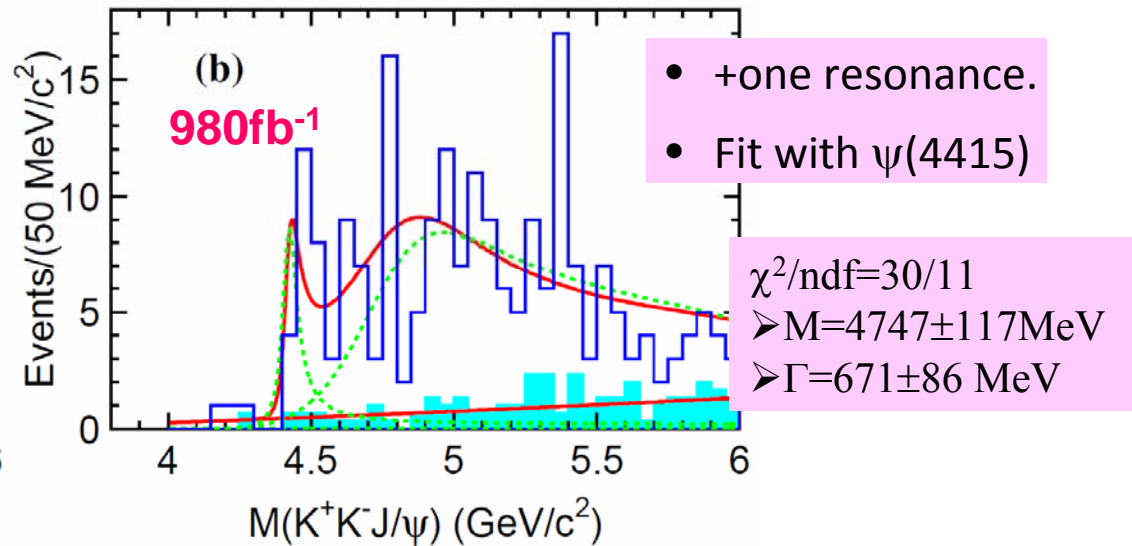 (b)
980fb⁻¹
Events/(50 MeV/c²)
15
10
5
0
4
4.5
5
5.5
6
M(K⁺K⁻J/ψ) (GeV/c²)
• +one resonance.
• Fit with ψ(4415)
χ²/ndf=30/11
➢M=4747±117MeV
➢Γ=671±86 MeV